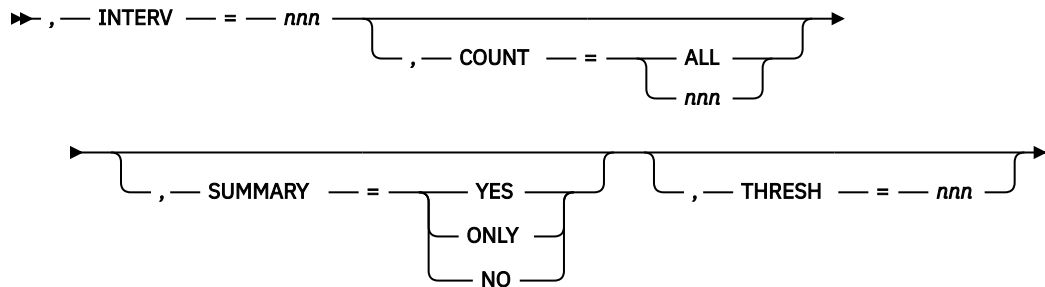 , INTERV = nnn
, COUNT = ALL
nnn
, SUMMARY = YES , THRESH = nnn
ONLY
NO